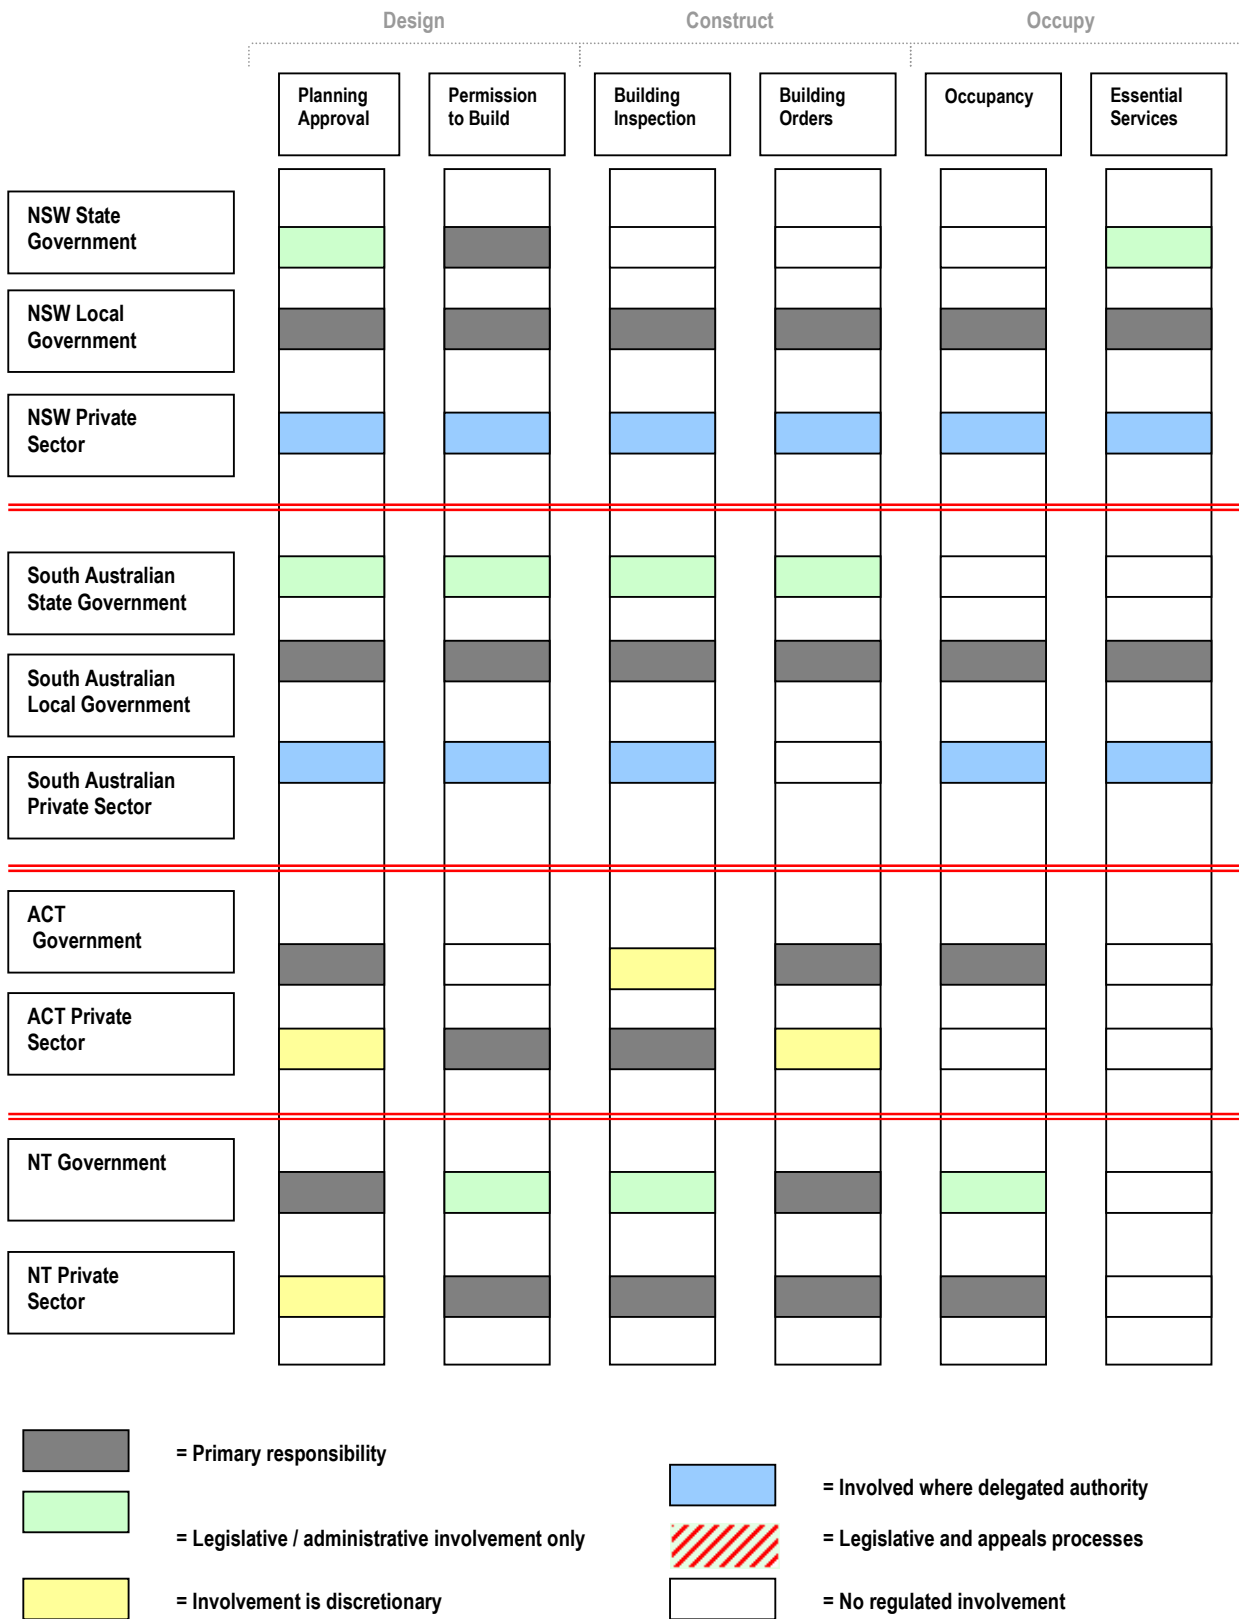 Design Construct Occupy
Planning
Approval
Permission
to Build
Building
Inspection
Building
Orders
Occupancy
Essential
Services
NSW State
Government
NSW Local
Government
NSW Private
Sector
South Australian
State Government
South Australian
Local Government
South Australian
Private Sector
ACT
Government
ACT Private
Sector
NT Government
NT Private
Sector
= Primary responsibility
= Legislative / administrative involvement only
= Involvement is discretionary
= Involved where delegated authority
= Legislative and appeals processes
= No regulated involvement